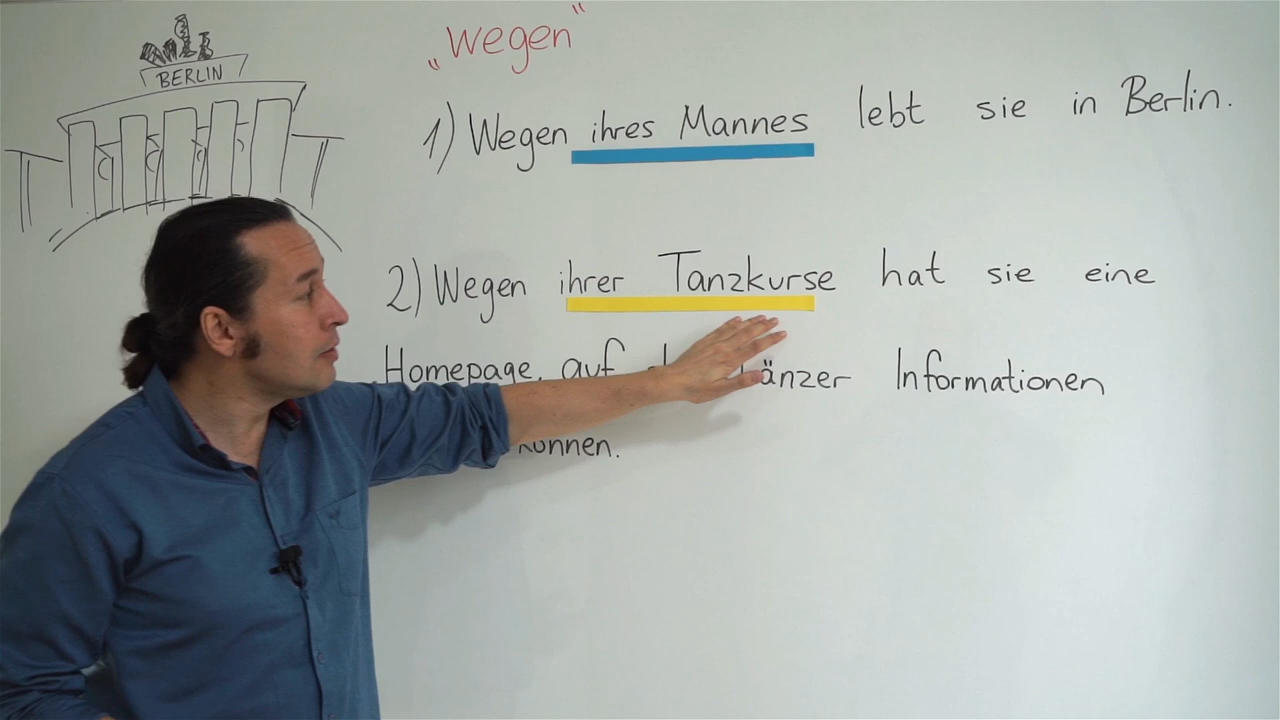 BERLIN
„wegen“
1) Wegen ihres Mannes lebt sie in Berlin.
2) Wegen ihrer Tanzkurse hat sie eine
Homepage, auf änzer Informationen
können.